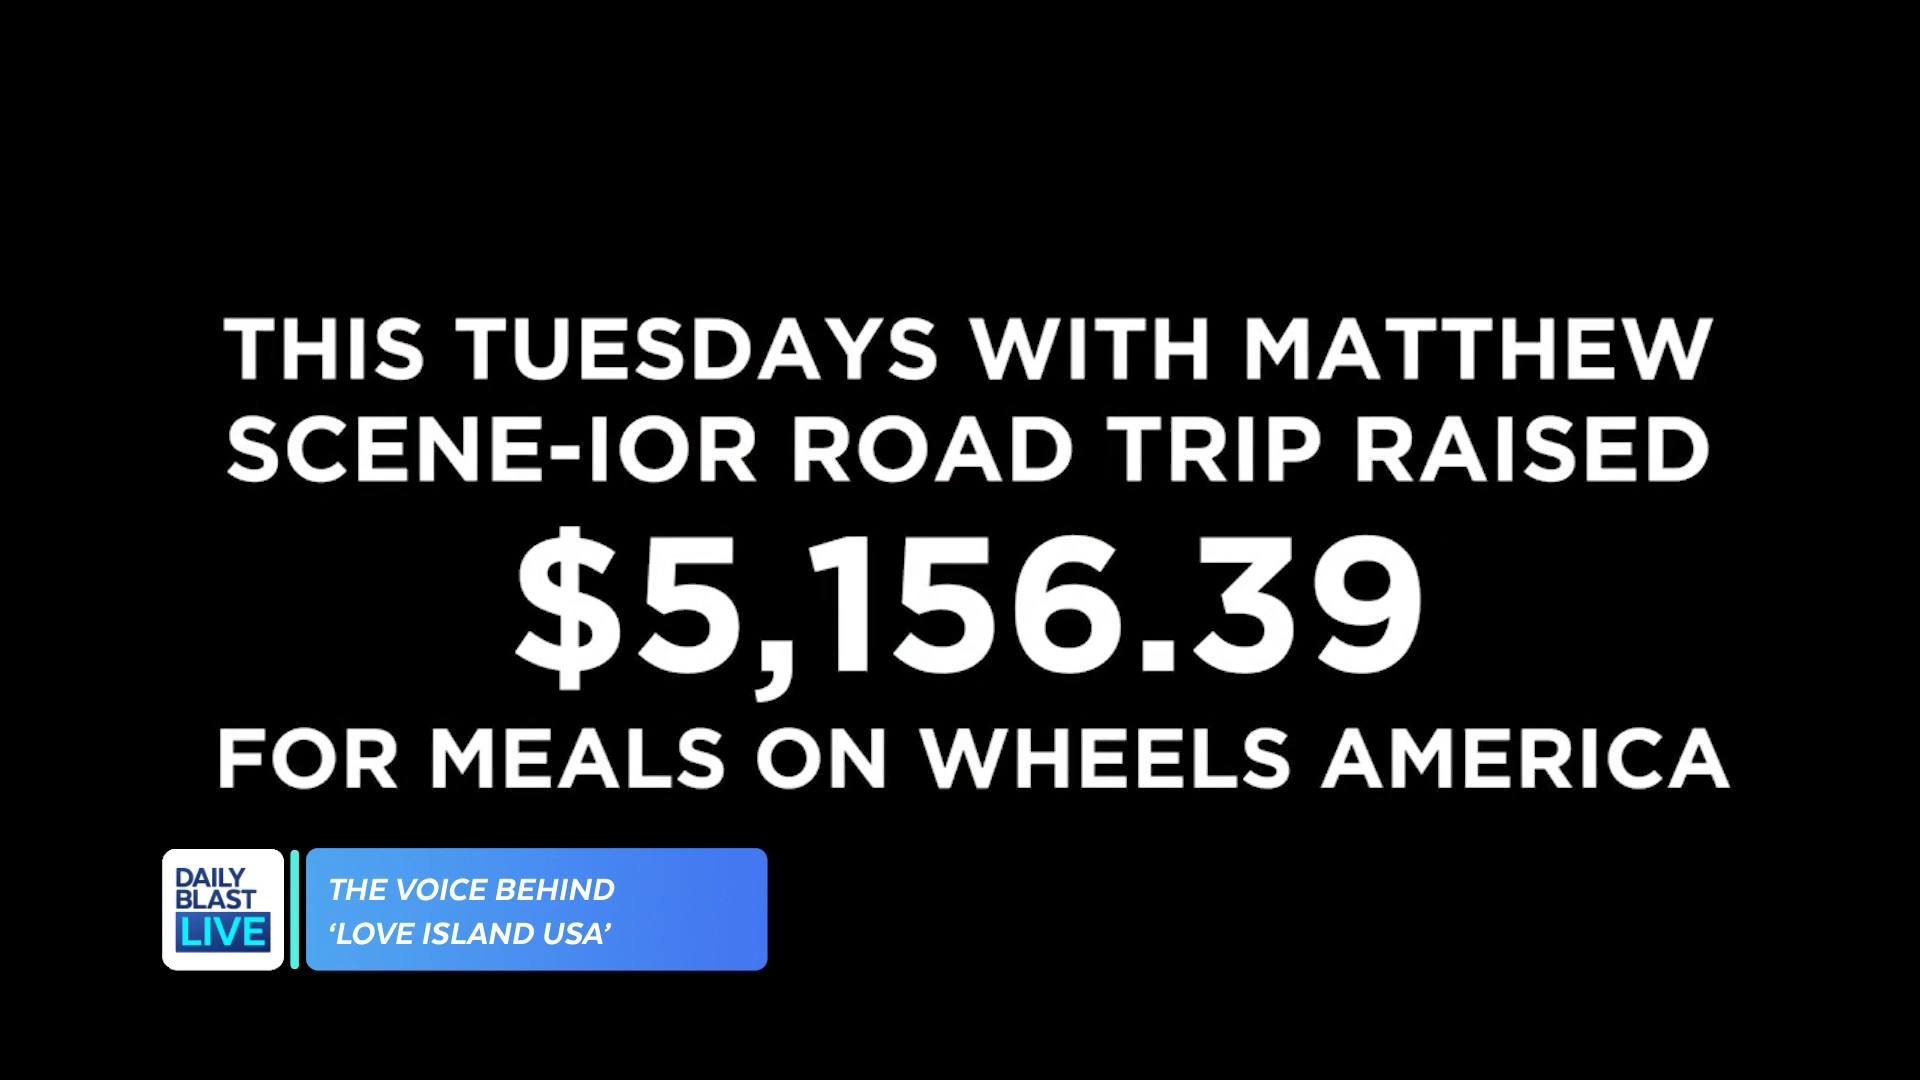 THIS TUESDAYS WITH MATTHEW
SCENE-IOR ROAD TRIP RAISED
$5,156.39
FOR MEALS ON WHEELS AMERICA
DAILY
BLAST
LIVE
THE VOICE BEHIND
‘LOVE ISLAND USA’